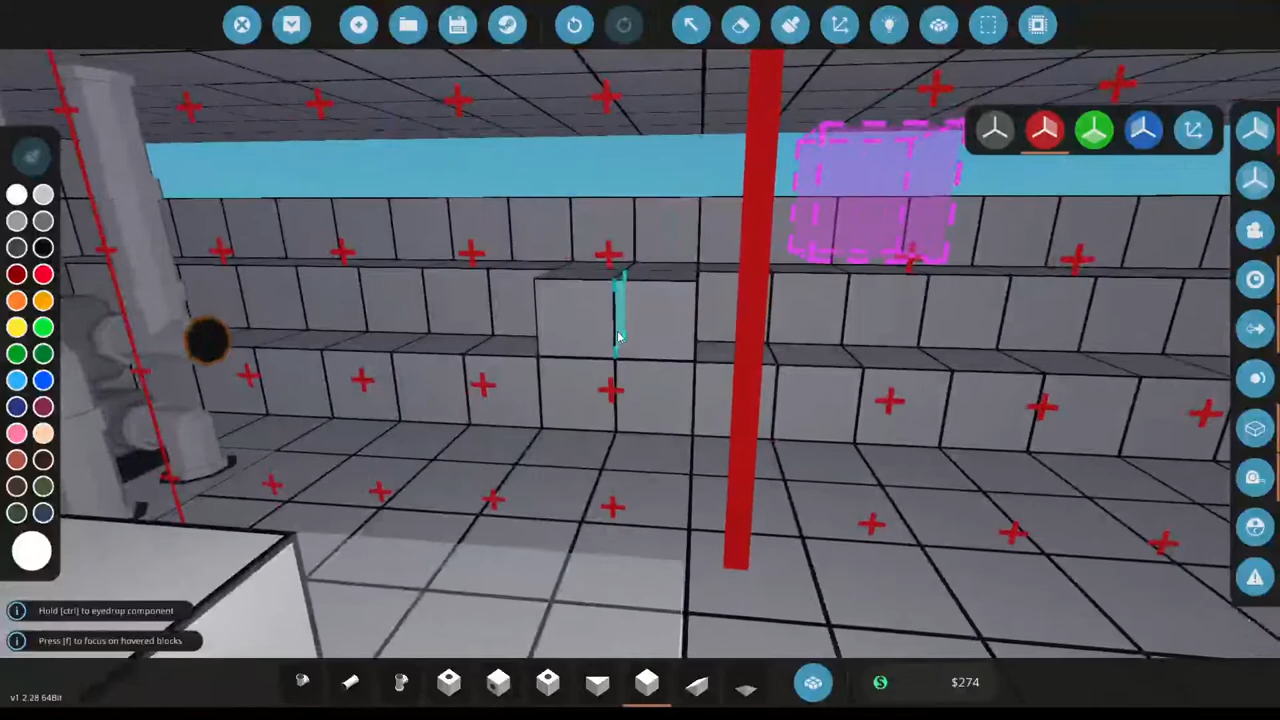 Hold [ctrl] to eyedrop component
Press [f] to focus on hovered blocks
v1.2.28 64Bit
$274